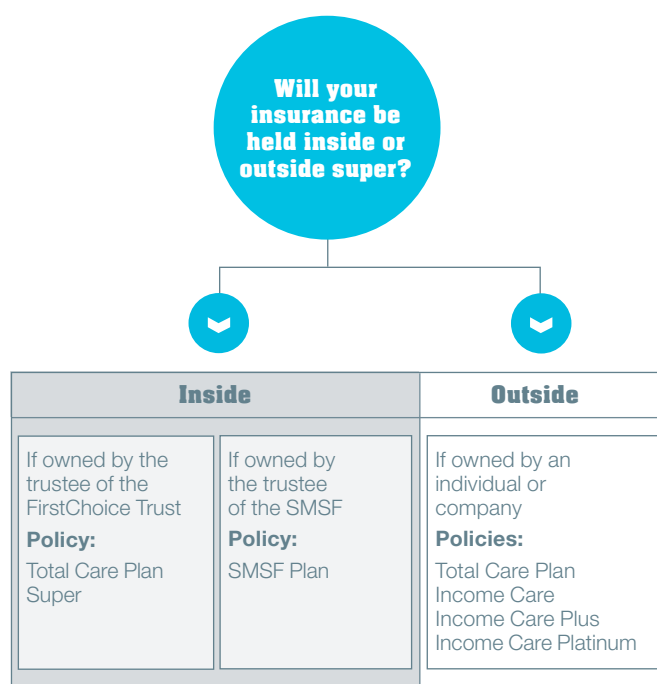 Will your
insurance be
held inside or
outside super?
Inside
If owned by the
trustee of the
FirstChoice Trust
Policy:
Total Care Plan
Super
If owned by
the trustee
of the SMSF
Policy:
SMSF Plan
Outside
If owned by an
individual or
company
Policies:
Total Care Plan
Income Care
Income Care Plus
Income Care Platinum